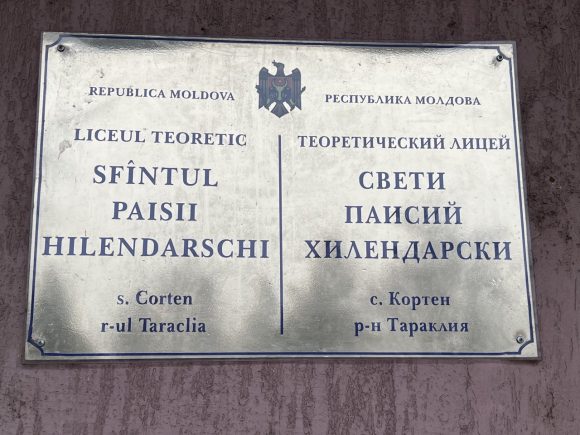 REPUBLICA MOLDOVA
LICEUL TEORETIC
SFÎNTUL
PAISII
HILENDARSCHI
s. Corten
r-ul Taraclia
РЕСПУБЛИКА МОЛДОВА
ТЕОРЕТИЧЕСКИЙ ЛИЦЕЙ
СВЕТИ
ПАИСИЙ
ХИЛЕНДАРСКИ
с. Кортен
р-н Тараклия